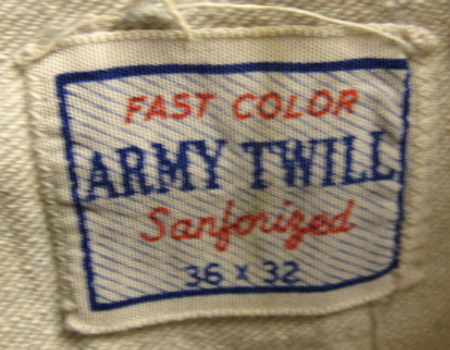 FAST COLOR
ARMY TWILL
Sanforized
36 x 32